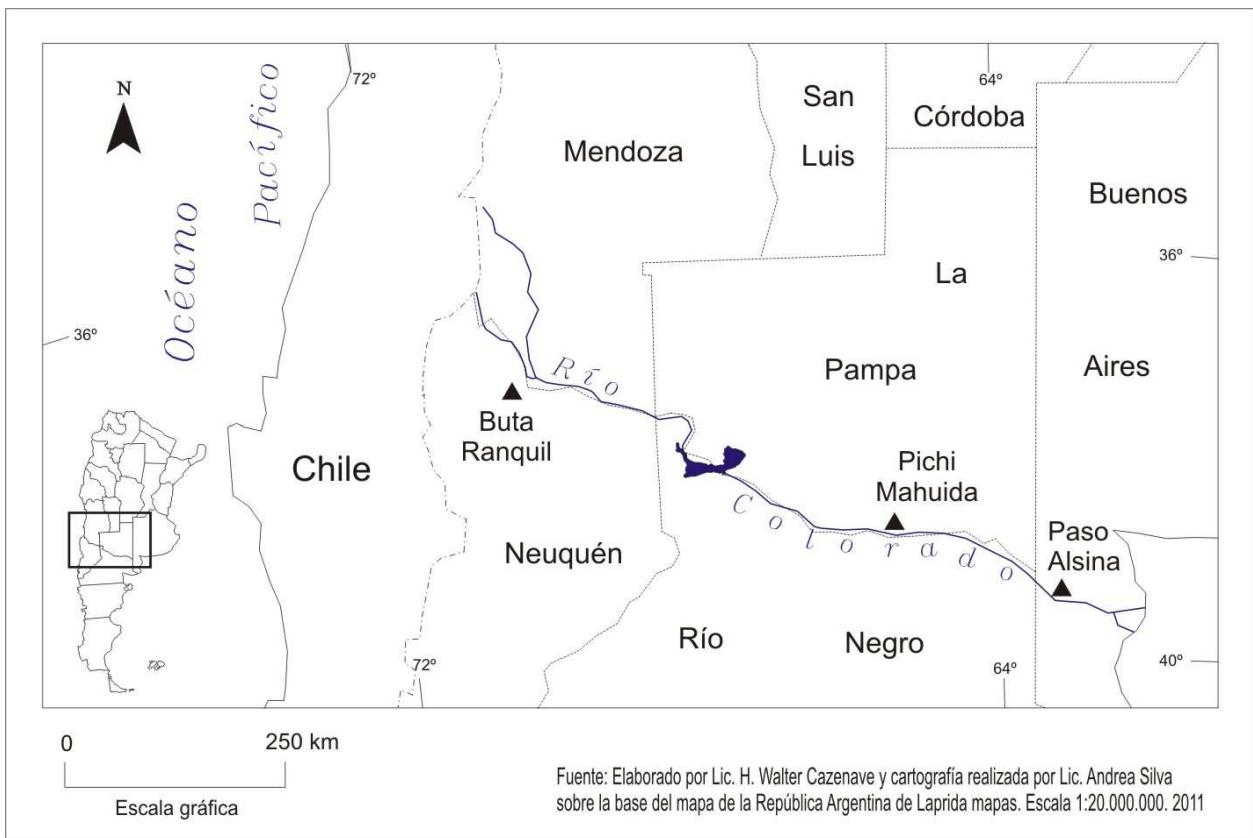 N
Océano
Pacífico
72º
Mendoza
San
Luis
64º
Córdoba
Buenos
Aires
36º
La
Pampa
36º
Río
Colorado
Buta
Ranquil
Chile
Neuquén
Pichi
Mahuida
Paso
Alsina
Río
Negro
72º
64º
40º
0
250 km
Escala gráfica
Fuente: Elaborado por Lic. H. Walter Cazenave y cartografía realizada por Lic. Andrea Silva
sobre la base del mapa de la República Argentina de Laprida mapas. Escala 1:20.000.000. 2011